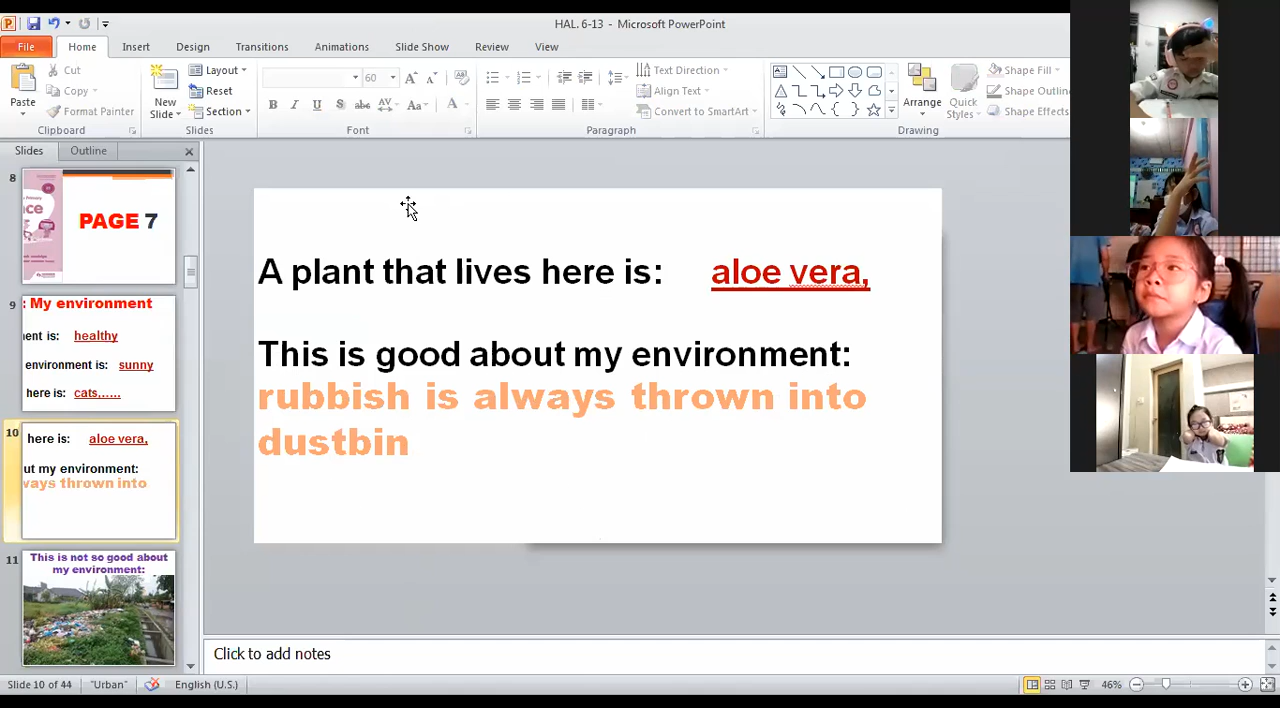 HAL. 6-13 - Microsoft PowerPoint
File Home Insert Design Transitions Animations Slide Show Review View
Cut
Copy
Format Painter
Paste
Clipboard
New
Slide
Layout
Reset
Section
Slides
60
Font
Text Direction
Align Text
Convert to SmartArt
Paragraph
Arrange
Quick
Styles
Shape Fill
Shape Outline
Shape Effects
Drawing
Slides Outline
8
PAGE 7
9
: My environment
ent is: healthy
environment is: sunny
here is: cats,......
10
here is: aloe vera,
ut my environment:
ways thrown into
11
This is not so good about
my environment:
A plant that lives here is: aloe vera,
This is good about my environment:
rubbish is always thrown into
dustbin
Click to add notes
Slide 10 of 44 "Urban" English (U.S.) 46%